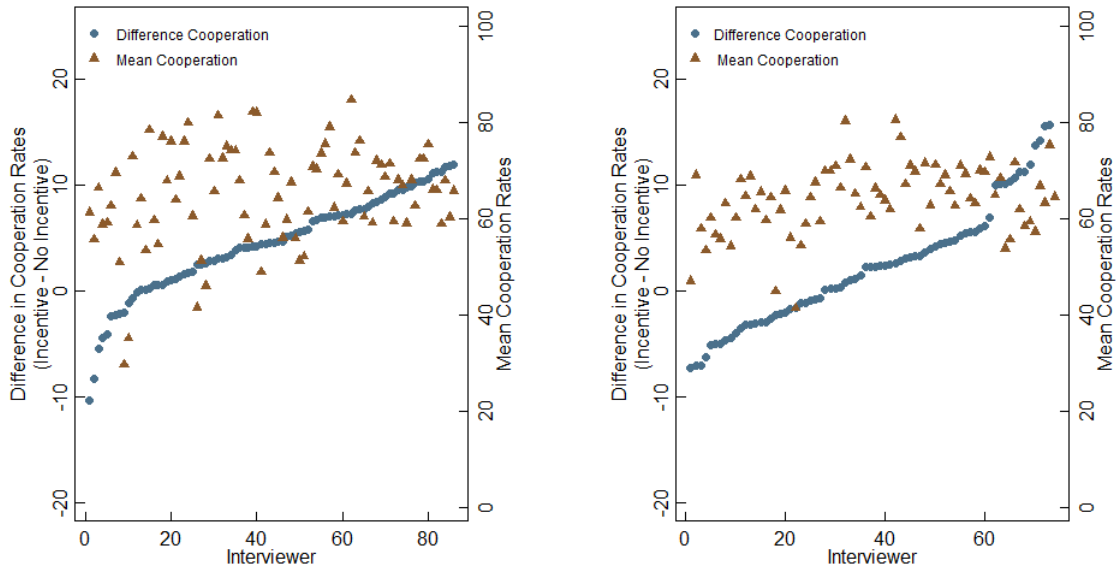 Difference Cooperation
Mean Cooperation
Difference in Cooperation Rates
(Incentive - No Incentive)
20
10
0
-10
-20
100
80
60
40
20
0
Mean Cooperation Rates
0
20
40
60
80
Interviewer
Difference Cooperation
Mean Cooperation
Difference in Cooperation Rates
(Incentive - No Incentive)
20
10
0
-10
-20
100
80
60
40
20
0
Mean Cooperation Rates
0
20
40
60
80
Interviewer